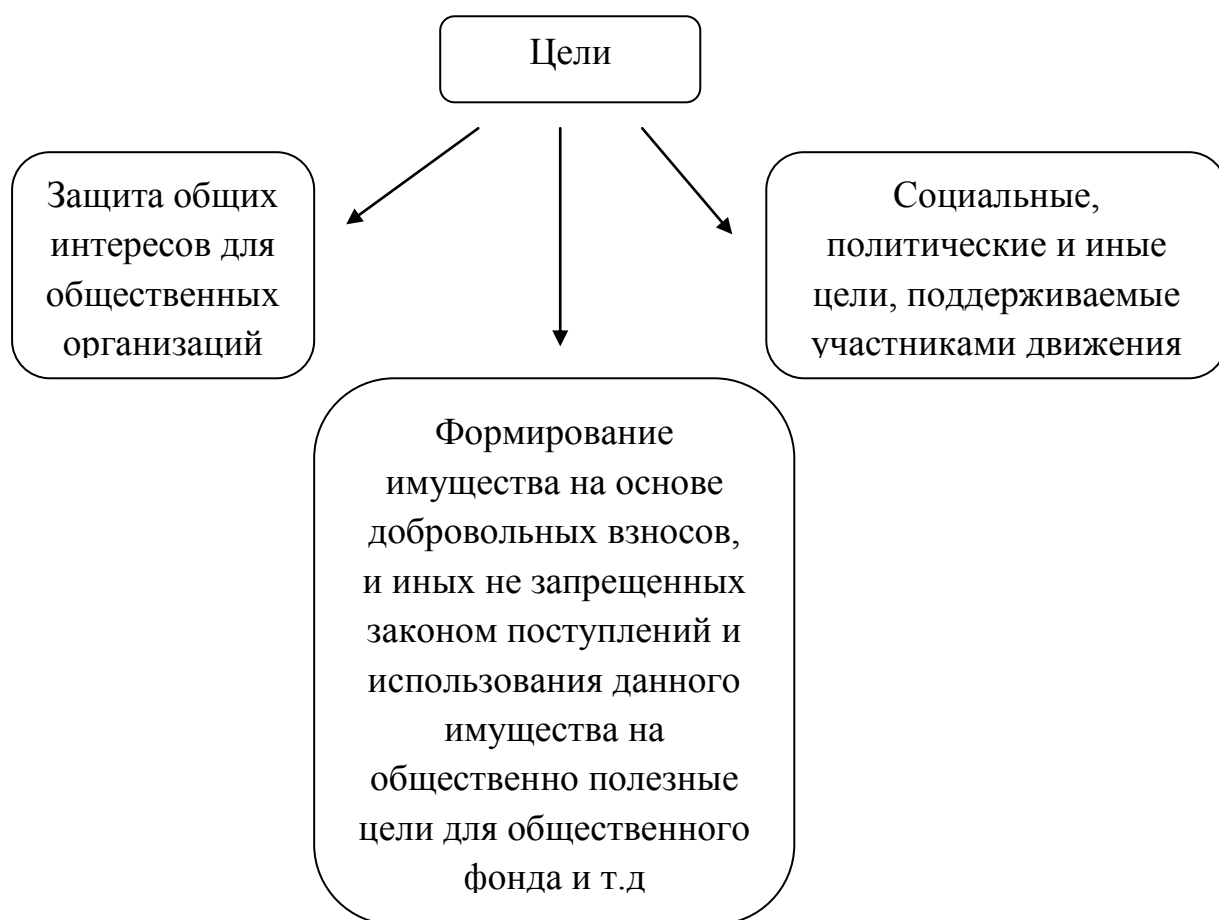 Цели
Защита общих
интересов для
общественных
организаций
Социальные,
политические и иные
цели, поддерживаемые
участниками движения
Формирование
имущества на основе
добровольных взносов,
и иных не запрещенных
законом поступлений и
использования данного
имущества на
общественно полезные
цели для общественного
фонда и т.д